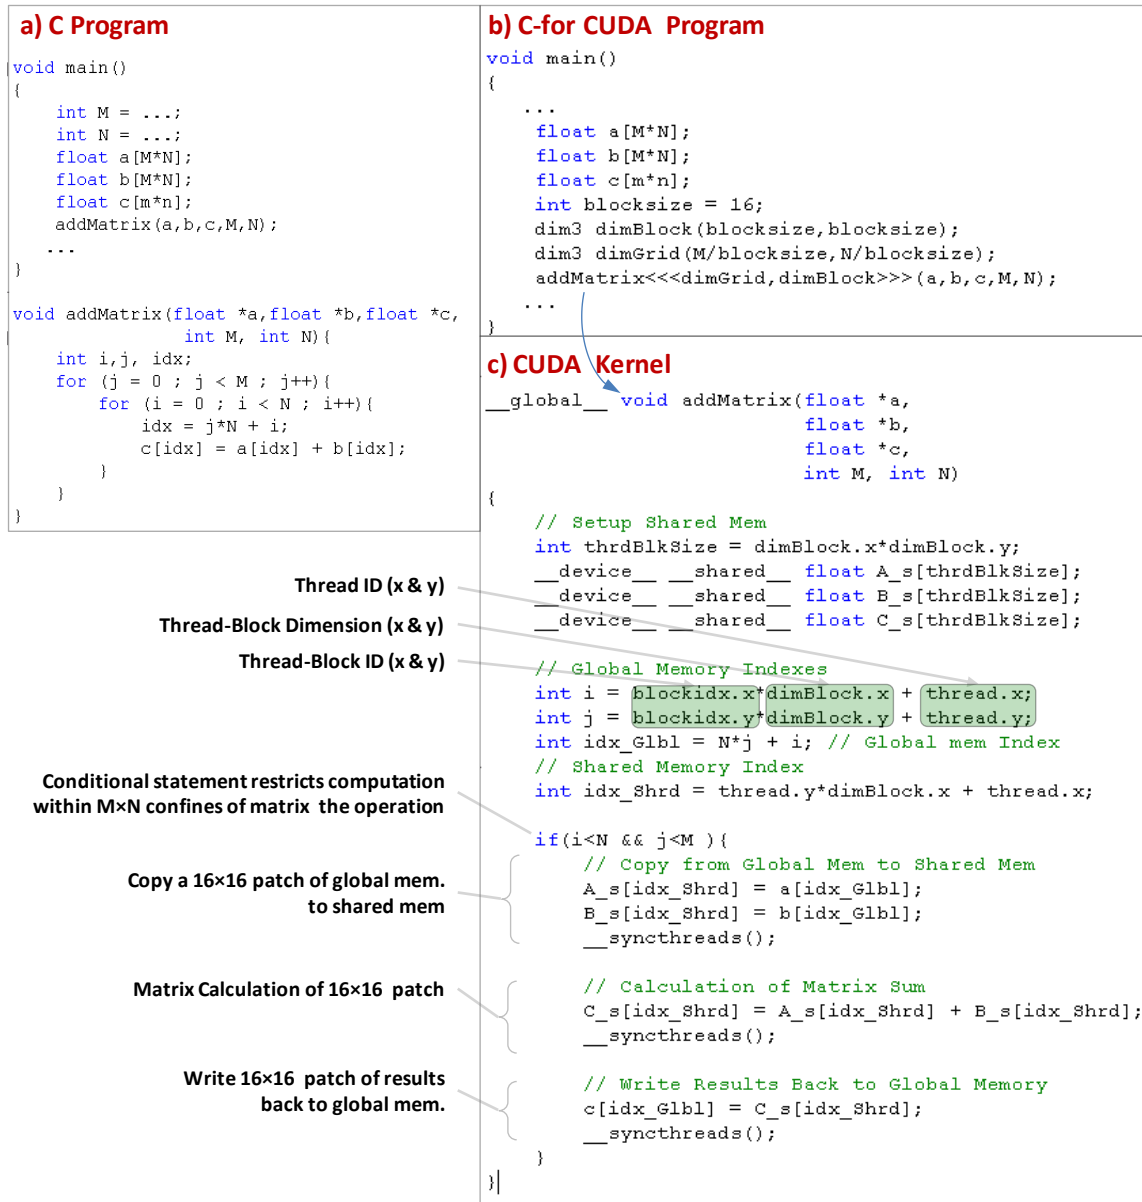 a) C Program
void main()
{
    int M = ...;
    int N = ...;
    float a[M*N];
    float b[M*N];
    float c[m*n];
    addMatrix(a,b,c,M,N);
    ...
}
void addMatrix(float *a,float *b,float *c,
                int M, int N){
    int i,j, idx;
    for (j = 0 ; j < M ; j++){
        for (i = 0 ; i < N ; i++){
            idx = j*N + i;
            c[idx] = a[idx] + b[idx];
        }
    }
}
b) C-for CUDA Program
void main()
{
    ...
    float a[M*N];
    float b[M*N];
    float c[m*n];
    int blocksize = 16;
    dim3 dimBlock(blocksize,blocksize);
    dim3 dimGrid(M/blocksize,N/blocksize);
    addMatrix<<<dimGrid,dimBlock>>>(a,b,c,M,N);
    ...
}
c) CUDA Kernel
__global__ void addMatrix(float *a,
                          float *b,
                          float *c,
                          int M, int N)
{
    // Setup Shared Mem
    int thrdBlkSize = dimBlock.x*dimBlock.y;
    __device__ __shared__ float A_s[thrdBlkSize];
    __device__ __shared__ float B_s[thrdBlkSize];
    __device__ __shared__ float C_s[thrdBlkSize];
    // Global Memory Indexes
    int i = blockidx.x*dimBlock.x + thread.x;
    int j = blockidx.y*dimBlock.y + thread.y;
    int idx_Glbl = N*j + i; // Global mem Index
    // Shared Memory Index
    int idx_Shrd = thread.y*dimBlock.x + thread.x;
    if(i<N && j<M ){
        // Copy from Global Mem to Shared Mem
        A_s[idx_Shrd] = a[idx_Glbl];
        B_s[idx_Shrd] = b[idx_Glbl];
        __syncthreads();
        // Calculation of Matrix Sum
        C_s[idx_Shrd] = A_s[idx_Shrd] + B_s[idx_Shrd];
        __syncthreads();
        // Write Results Back to Global Memory
        c[idx_Glbl] = C_s[idx_Shrd];
        __syncthreads();
    }
}
Thread ID (x & y)
Thread-Block Dimension (x & y)
Thread-Block ID (x & y)
Conditional statement restricts computation
within M×N confines of matrix the operation
Copy a 16×16 patch of global mem.
to shared mem
Matrix Calculation of 16×16 patch
Write 16×16 patch of results
back to global mem.